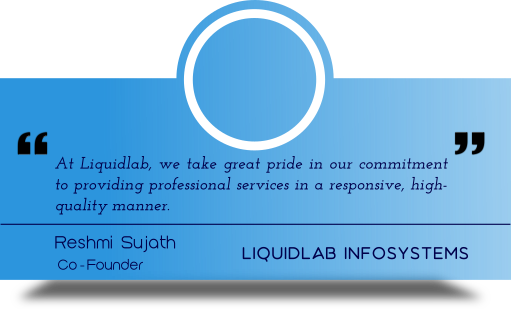 ❝ ❞
At Liquidlab, we take great pride in our commitment
to providing professional services in a responsive, high-
quality manner.
Reshmi Sujath
Co-Founder
LIQUIDLAB INFOSYSTEMS